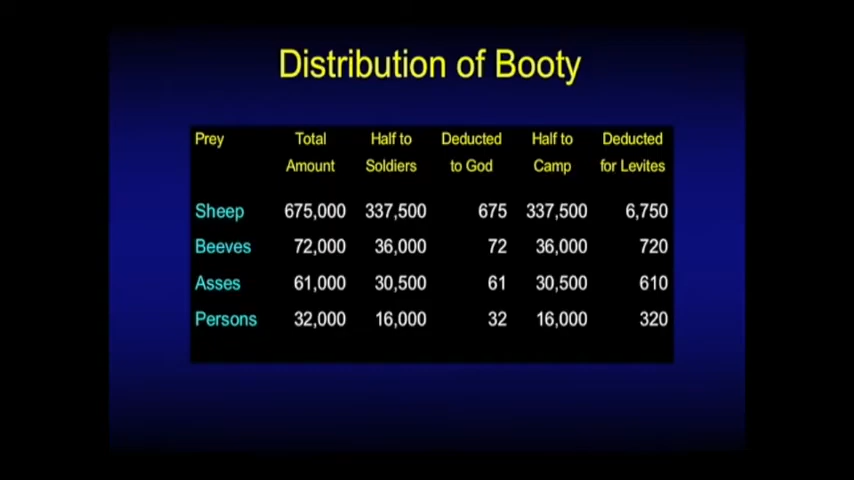 Distribution of Booty
Prey Total Half to Deducted Half to Deducted
Amount Soldiers to God Camp for Levites
Sheep 675,000 337,500 675 337,500 6,750
Beeves 72,000 36,000 72 36,000 720
Asses 61,000 30,500 61 30,500 610
Persons 32,000 16,000 32 16,000 320